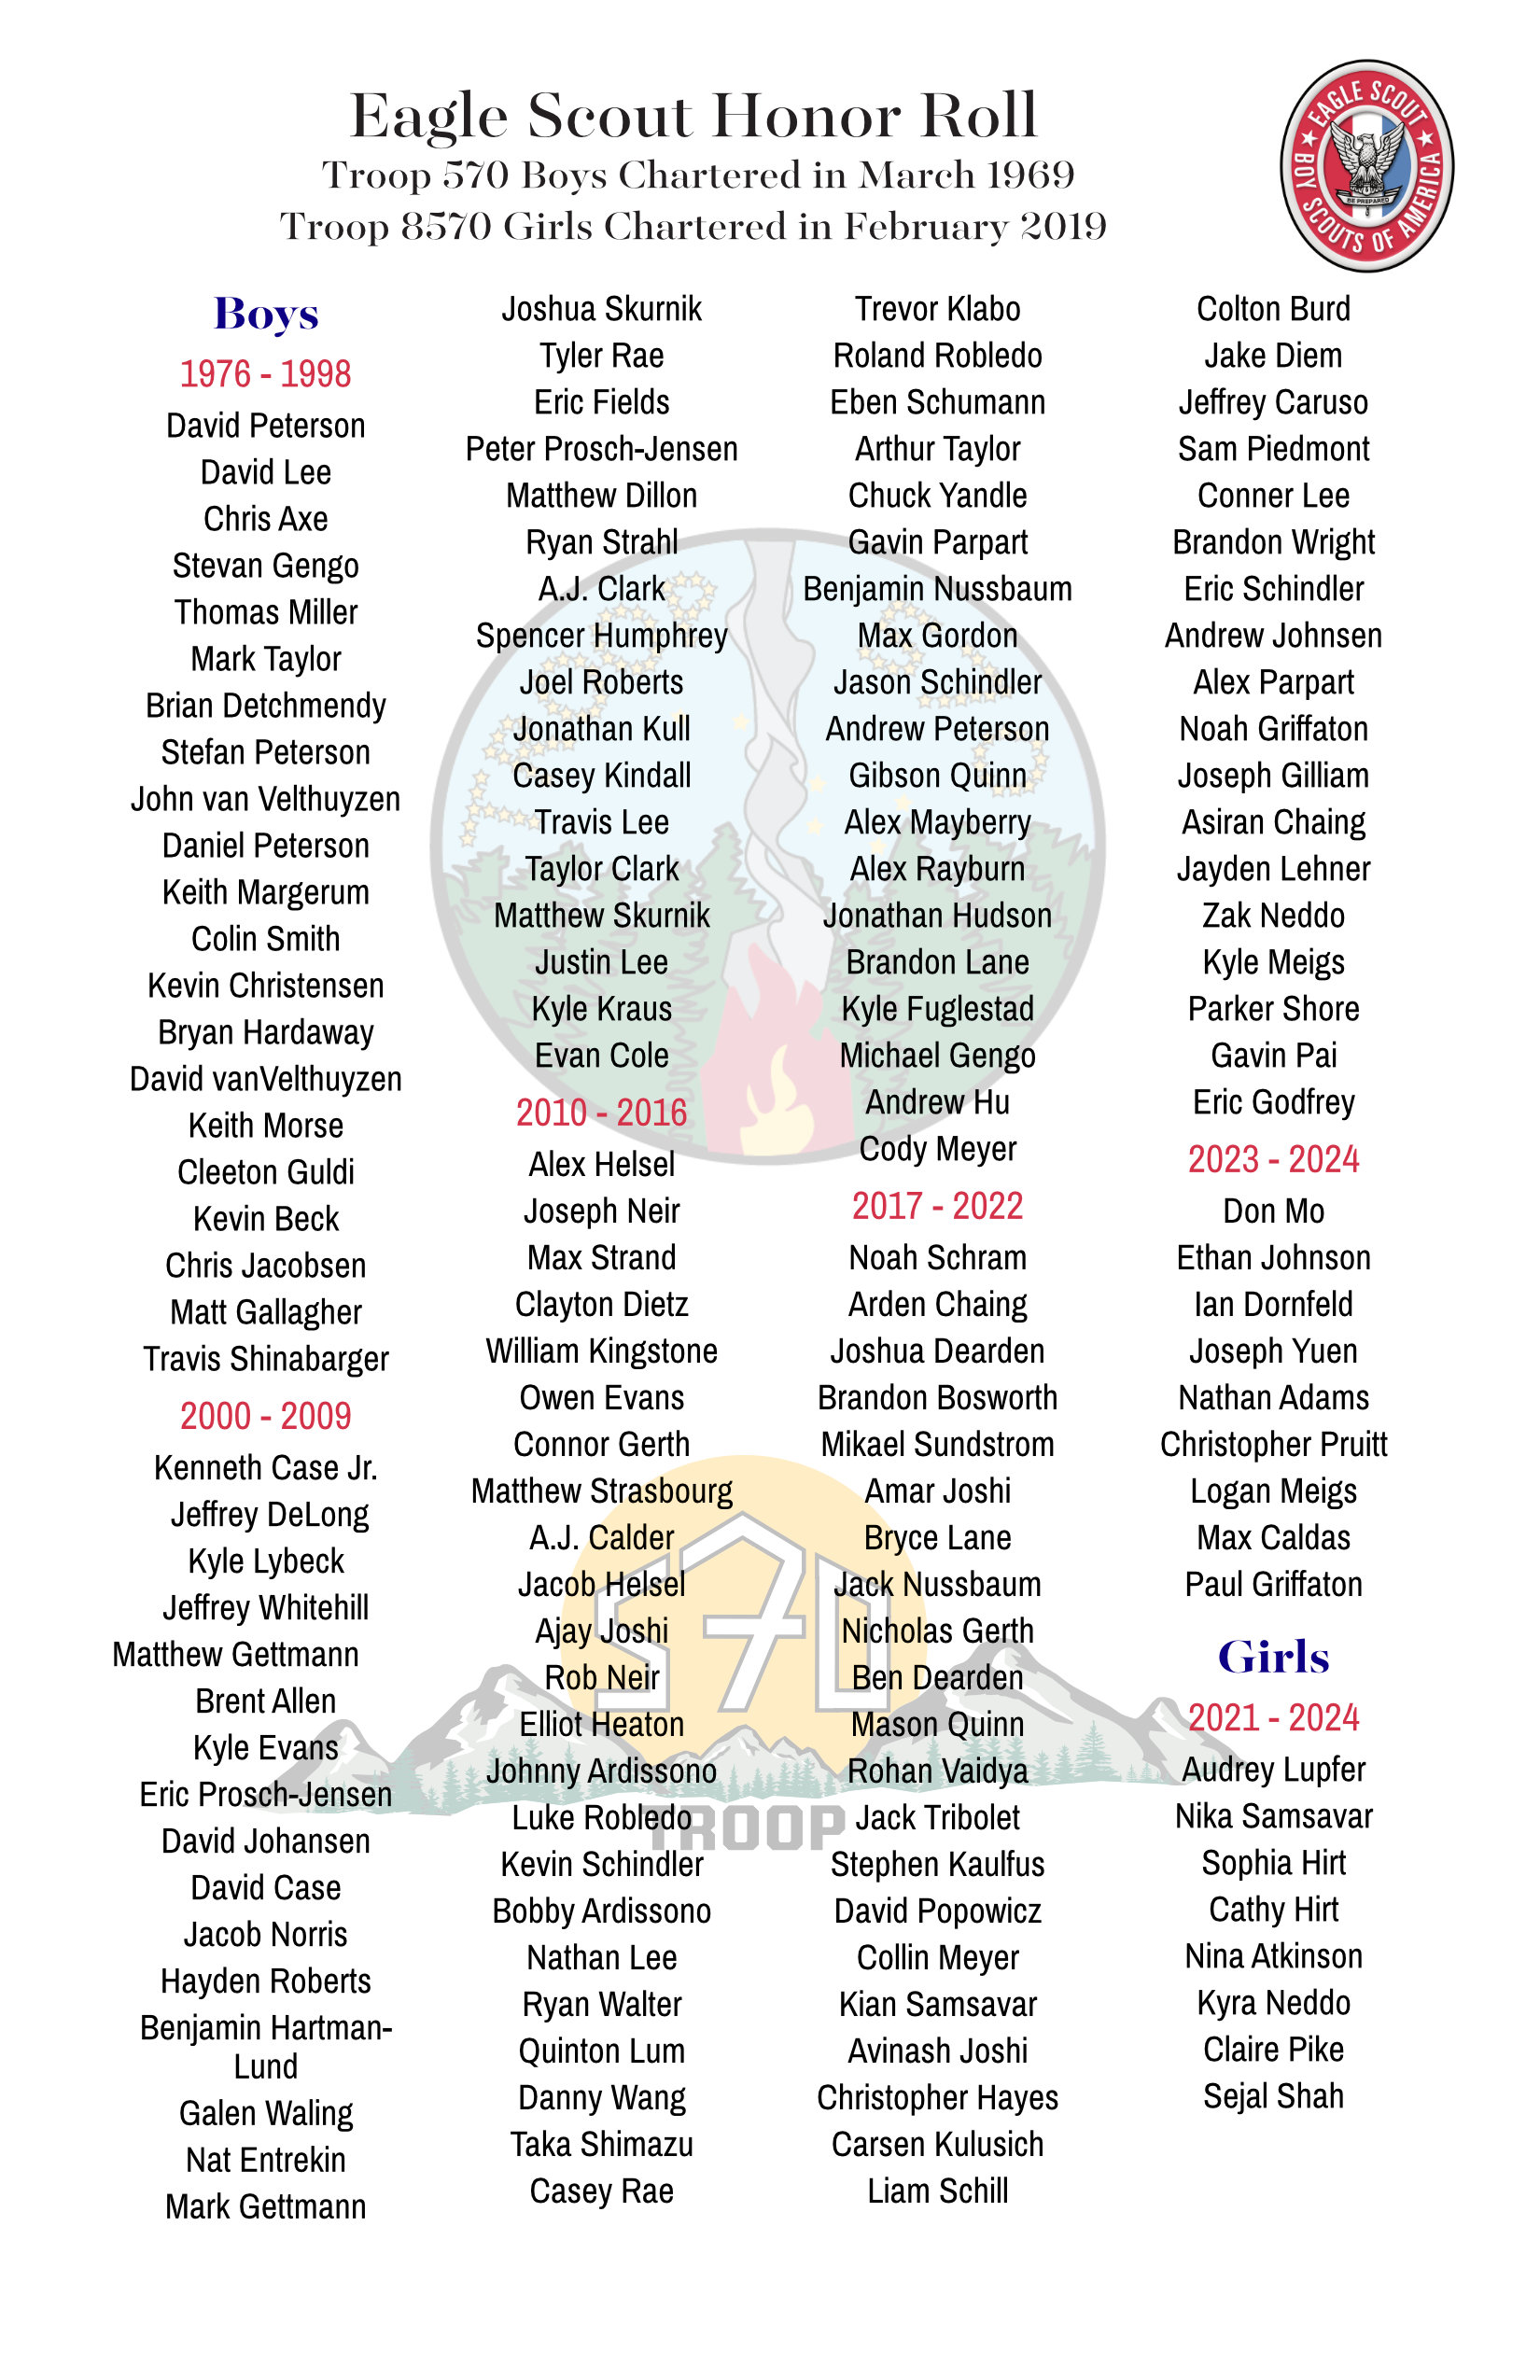 Eagle Scout Honor Roll
Troop 570 Boys Chartered in March 1969
Troop 8570 Girls Chartered in February 2019
EAGLE SCOUT
BOY SCOUTS OF AMERICA
BE PREPARED
Boys
1976 - 1998
David Peterson
David Lee
Chris Axe
Stevan Gengo
Thomas Miller
Mark Taylor
Brian Detchmendy
Stefan Peterson
John van Velthuyzen
Daniel Peterson
Keith Margerum
Colin Smith
Kevin Christensen
Bryan Hardaway
David vanVelthuyzen
Keith Morse
Cleeton Guldi
Kevin Beck
Chris Jacobsen
Matt Gallagher
Travis Shinabarger
2000 - 2009
Kenneth Case Jr.
Jeffrey DeLong
Kyle Lybeck
Jeffrey Whitehill
Matthew Gettmann
Brent Allen
Kyle Evans
Eric Prosch-Jensen
David Johansen
David Case
Jacob Norris
Hayden Roberts
Benjamin Hartman-
Lund
Galen Waling
Nat Entrekin
Mark Gettmann
Joshua Skurnik
Tyler Rae
Eric Fields
Peter Prosch-Jensen
Matthew Dillon
Ryan Strahl
A.J. Clark
Spencer Humphrey
Joel Roberts
Jonathan Kull
Casey Kindall
Travis Lee
Taylor Clark
Matthew Skurnik
Justin Lee
Kyle Kraus
Evan Cole
2010 - 2016
Alex Helsel
Joseph Neir
Max Strand
Clayton Dietz
William Kingstone
Owen Evans
Connor Gerth
Matthew Strasbourg
A.J. Calder
Jacob Helsel
Ajay Joshi
Rob Neir
Elliot Heaton
Johnny Ardissono
Luke Robledo
Kevin Schindler
Bobby Ardissono
Nathan Lee
Ryan Walter
Quinton Lum
Danny Wang
Taka Shimazu
Casey Rae
Trevor Klabo
Roland Robledo
Eben Schumann
Arthur Taylor
Chuck Yandle
Gavin Parpart
Benjamin Nussbaum
Max Gordon
Jason Schindler
Andrew Peterson
Gibson Quinn
Alex Mayberry
Alex Rayburn
Jonathan Hudson
Brandon Lane
Kyle Fuglestad
Michael Gengo
Andrew Hu
Cody Meyer
2017 - 2022
Noah Schram
Arden Chaing
Joshua Dearden
Brandon Bosworth
Mikael Sundstrom
Amar Joshi
Bryce Lane
Jack Nussbaum
Nicholas Gerth
Ben Dearden
Mason Quinn
Rohan Vaidya
Jack Tribolet
Stephen Kaulfus
David Popowicz
Collin Meyer
Kian Samsavar
Avinash Joshi
Christopher Hayes
Carsen Kulusich
Liam Schill
Colton Burd
Jake Diem
Jeffrey Caruso
Sam Piedmont
Conner Lee
Brandon Wright
Eric Schindler
Andrew Johnsen
Alex Parpart
Noah Griffaton
Joseph Gilliam
Asiran Chaing
Jayden Lehner
Zak Neddo
Kyle Meigs
Parker Shore
Gavin Pai
Eric Godfrey
2023 - 2024
Don Mo
Ethan Johnson
Ian Dornfeld
Joseph Yuen
Nathan Adams
Christopher Pruitt
Logan Meigs
Max Caldas
Paul Griffaton
Girls
2021 - 2024
Audrey Lupfer
Nika Samsavar
Sophia Hirt
Cathy Hirt
Nina Atkinson
Kyra Neddo
Claire Pike
Sejal Shah
TROOP 570
570
TROOP